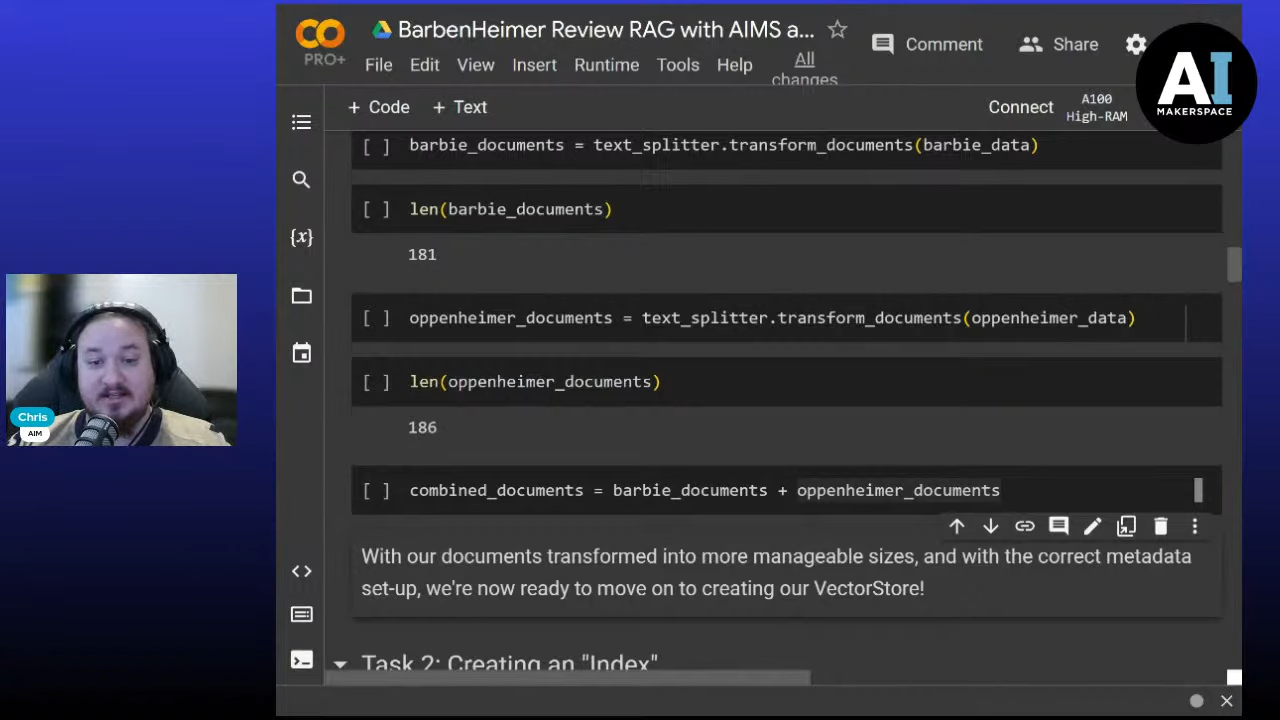 BarbenHeimer Review RAG with AIMS a...
PRO+
File Edit View Insert Runtime Tools Help
All changes
Comment
Share
AI
MAKERSPACE
+ Code + Text
Connect
A100
High-RAM
[ ] barbie_documents = text_splitter.transform_documents(barbie_data)
{x}
[ ] len(barbie_documents)
181
[ ] oppenheimer_documents = text_splitter.transform_documents(oppenheimer_data)
[ ] len(oppenheimer_documents)
186
[ ] combined_documents = barbie_documents + oppenheimer_documents
With our documents transformed into more manageable sizes, and with the correct metadata
set-up, we're now ready to move on to creating our VectorStore!
Task 2: Creating an "Index"
Chris
AIM